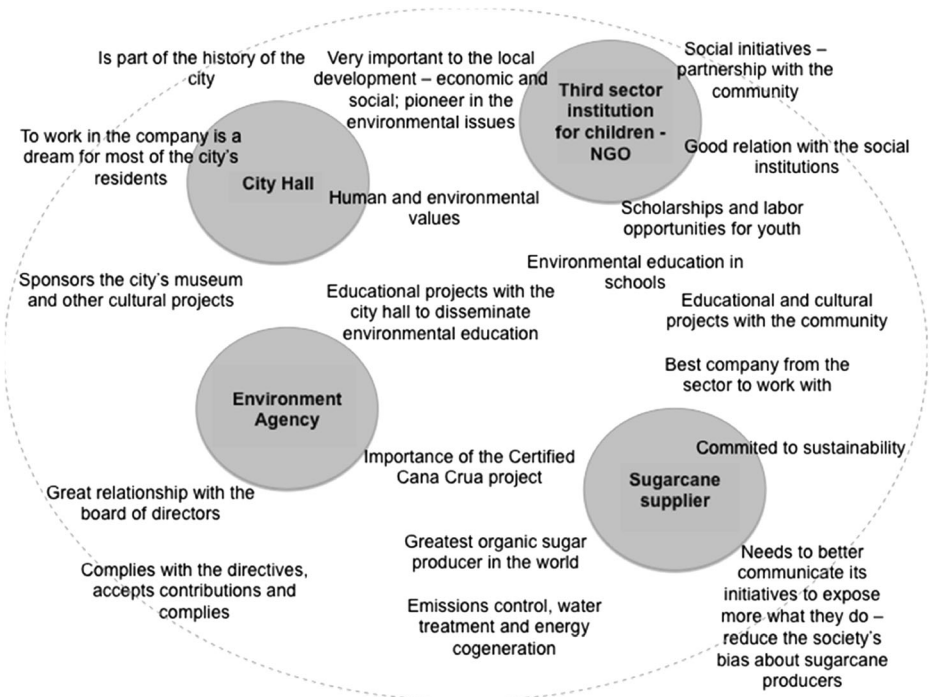 Is part of the history of the
city
Very important to the local
development – economic and
social; pioneer in the
environmental issues
Third sector
institution
for children -
NGO
Social initiatives –
partnership with the
community
To work in the company is a
dream for most of the city's
residents
City Hall
Good relation with the social
institutions
Human and environmental
values
Scholarships and labor
opportunities for youth
Sponsors the city's museum
and other cultural projects
Educational projects with the
city hall to disseminate
environmental education
Environmental education in
schools
Educational and cultural
projects with the community
Best company from the
sector to work with
Environment
Agency
Importance of the Certified
Cana Crua project
Commited to sustainability
Sugarcane
supplier
Great relationship with the
board of directors
Greatest organic sugar
producer in the world
Complies with the directives,
accepts contributions and
complies
Emissions control, water
treatment and energy
cogeneration
Needs to better
communicate its
initiatives to expose
more what they do –
reduce the society's
bias about sugarcane
producers